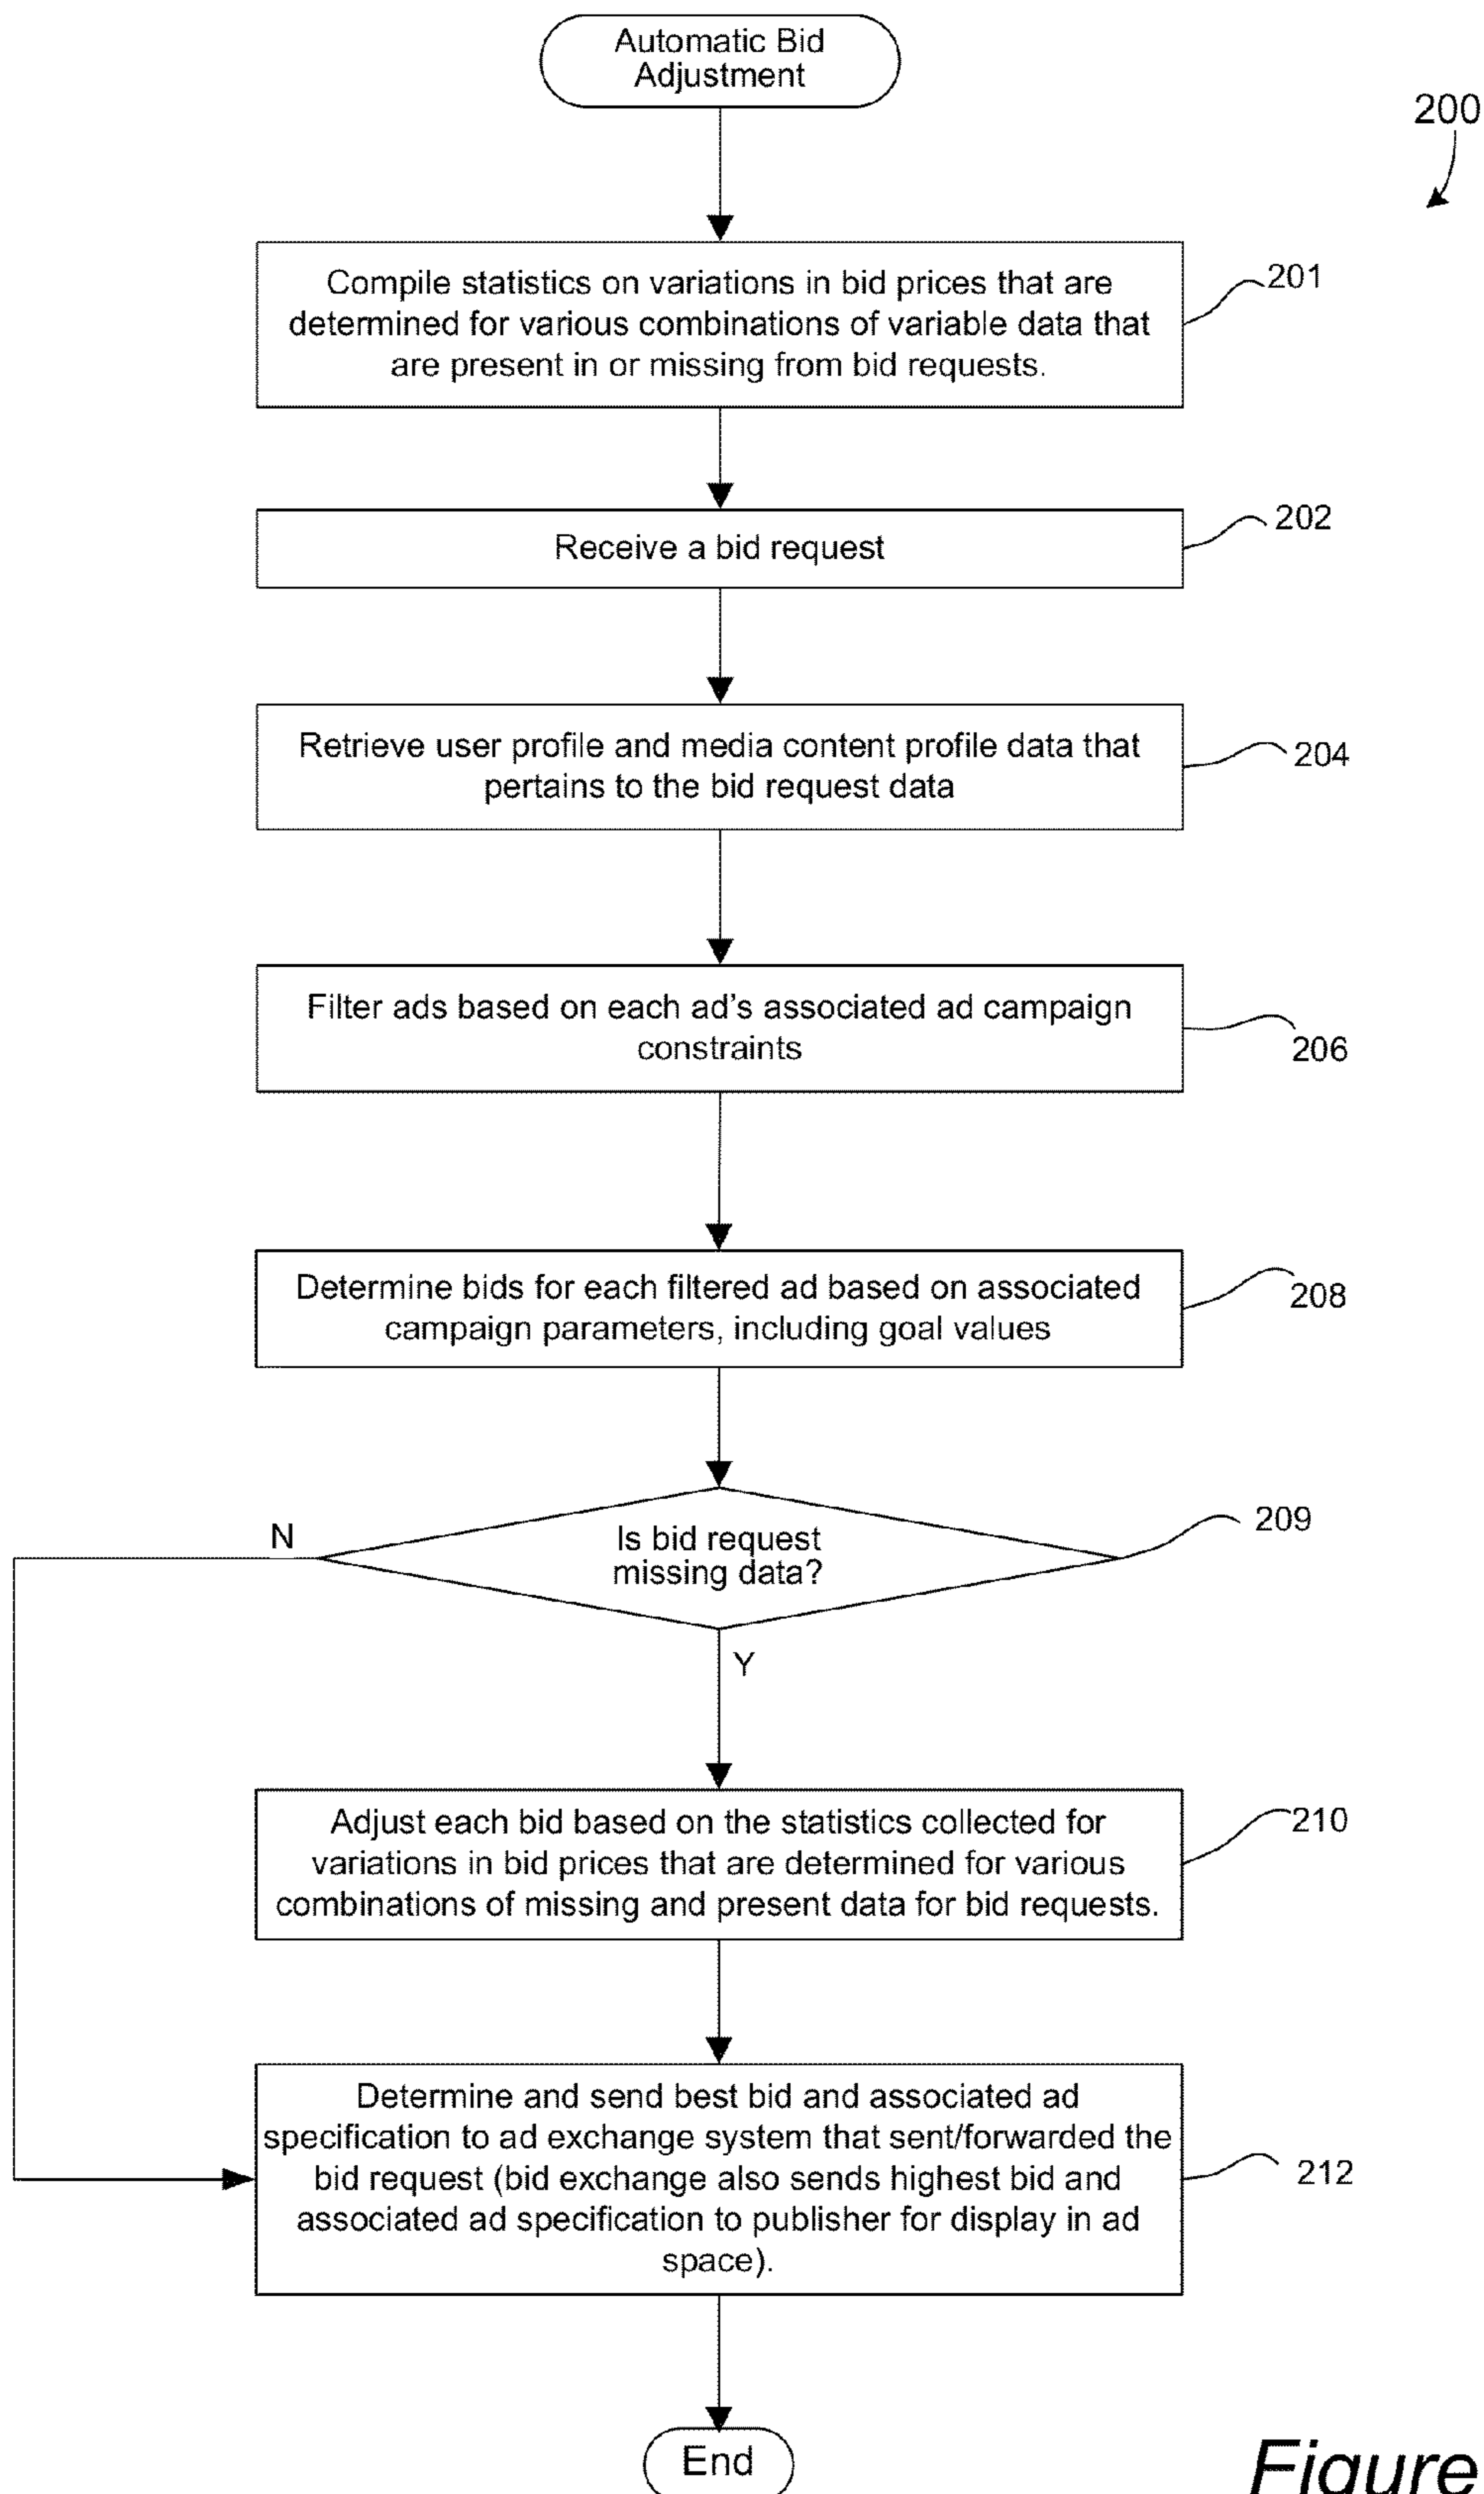 Automatic Bid
Adjustment
200
Compile statistics on variations in bid prices that are
determined for various combinations of variable data that
are present in or missing from bid requests.
201
Receive a bid request
202
Retrieve user profile and media content profile data that
pertains to the bid request data
204
Filter ads based on each ad's associated ad campaign
constraints
206
Determine bids for each filtered ad based on associated
campaign parameters, including goal values
208
N
Is bid request
missing data?
209
Y
Adjust each bid based on the statistics collected for
variations in bid prices that are determined for various
combinations of missing and present data for bid requests.
210
Determine and send best bid and associated ad
specification to ad exchange system that sent/forwarded the
bid request (bid exchange also sends highest bid and
associated ad specification to publisher for display in ad
space).
212
End
Figure